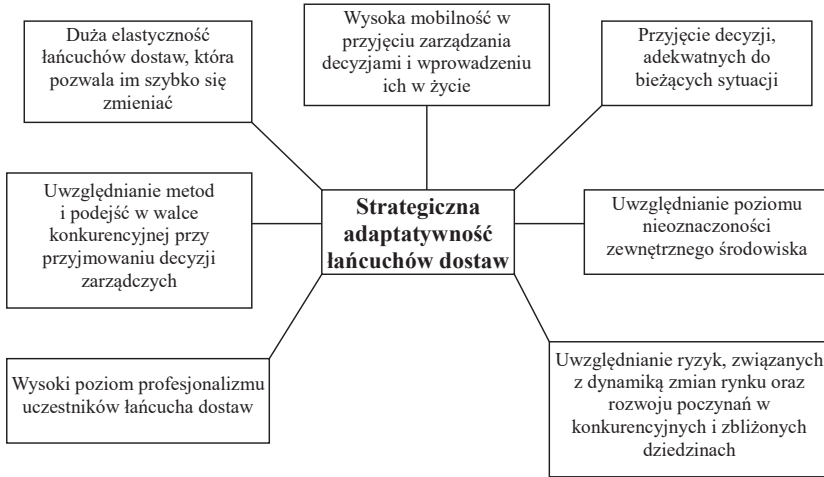 Duża elastyczność
łańcuchów dostaw, która
pozwala im szybko się
zmieniać
Wysoka mobilność w
przyjęciu zarządzania
decyzjami i wprowadzeniu
ich w życie
Przyjęcie decyzji,
adekwatnych do
bieżących sytuacji
Uwzględnianie metod
i podejść w walce
konkurencyjnej przy
przyjmowaniu decyzji
zarządczych
Strategiczna
adaptatywność
łańcuchów dostaw
Uwzględnianie poziomu
nieoznaczoności
zewnętrznego środowiska
Wysoki poziom profesjonalizmu
uczestników łańcucha dostaw
Uwzględnianie ryzyk, związanych
z dynamiką zmian rynku oraz
rozwoju poczynań w
konkurencyjnych i zbliżonych
dziedzinach